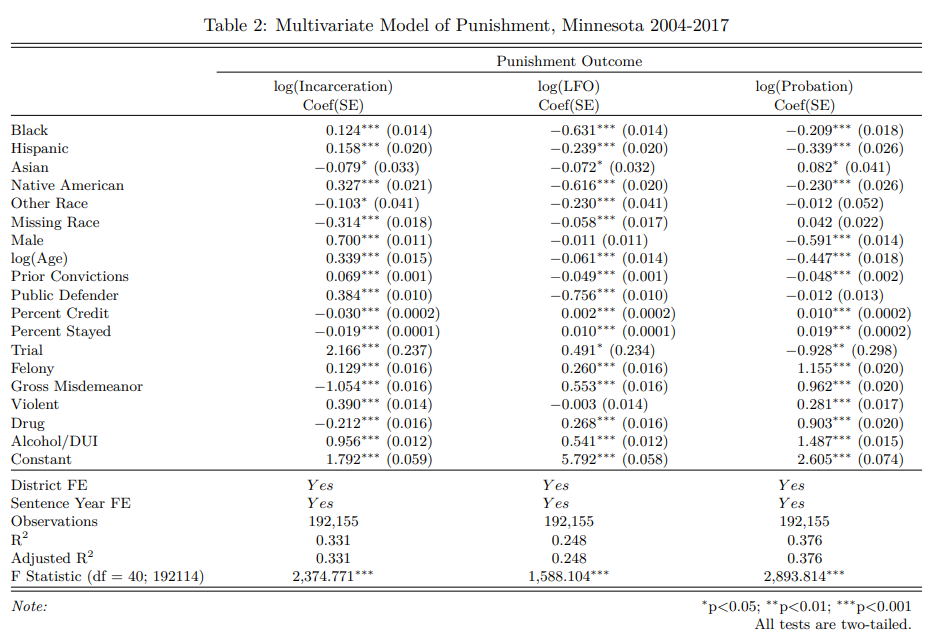 Table 2: Multivariate Model of Punishment, Minnesota 2004-2017
Punishment Outcome
log(Incarceration) log(LFO) log(Probation)
Coef(SE) Coef(SE) Coef(SE)
Black 0.124*** (0.014) −0.631*** (0.014) −0.209*** (0.018)
Hispanic 0.158*** (0.020) −0.239*** (0.020) −0.339*** (0.026)
Asian −0.079* (0.033) −0.072* (0.032) 0.082* (0.041)
Native American 0.327*** (0.021) −0.616*** (0.020) −0.230*** (0.026)
Other Race −0.103* (0.041) −0.230*** (0.041) −0.012 (0.052)
Missing Race −0.314*** (0.018) −0.058*** (0.017) 0.042 (0.022)
Male 0.700*** (0.011) −0.011 (0.011) −0.591*** (0.014)
log(Age) 0.339*** (0.015) −0.061*** (0.014) −0.447*** (0.018)
Prior Convictions 0.069*** (0.001) −0.049*** (0.001) −0.048*** (0.002)
Public Defender 0.384*** (0.010) −0.756*** (0.010) −0.012 (0.013)
Percent Credit −0.030*** (0.0002) 0.002*** (0.0002) 0.010*** (0.0002)
Percent Stayed −0.019*** (0.0001) 0.010*** (0.0001) 0.019*** (0.0002)
Trial 2.166*** (0.237) 0.491* (0.234) −0.928** (0.298)
Felony 0.129*** (0.016) 0.260*** (0.016) 1.155*** (0.020)
Gross Misdemeanor −1.054*** (0.016) 0.553*** (0.016) 0.962*** (0.020)
Violent 0.390*** (0.014) −0.003 (0.014) 0.281*** (0.017)
Drug −0.212*** (0.016) 0.268*** (0.016) 0.903*** (0.020)
Alcohol/DUI 0.956*** (0.012) 0.541*** (0.012) 1.487*** (0.015)
Constant 1.792*** (0.059) 5.792*** (0.058) 2.605*** (0.074)
District FE Yes Yes Yes
Sentence Year FE Yes Yes Yes
Observations 192,155 192,155 192,155
R² 0.331 0.248 0.376
Adjusted R² 0.331 0.248 0.376
F Statistic (df = 40; 192114) 2,374.771*** 1,588.104*** 2,893.814***
Note: *p<0.05; **p<0.01; ***p<0.001
All tests are two-tailed.